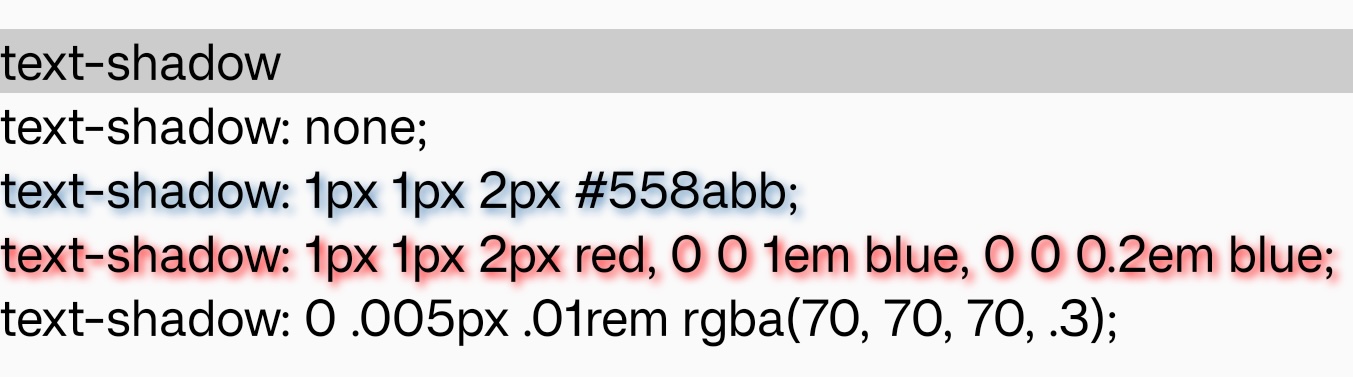 text-shadow
text-shadow: none;
text-shadow: 1px 1px 2px #558abb;
text-shadow: 1px 1px 2px red, 0 0 1em blue, 0 0 0.2em blue;
text-shadow: 0 .005px .01rem rgba(70, 70, 70, .3);